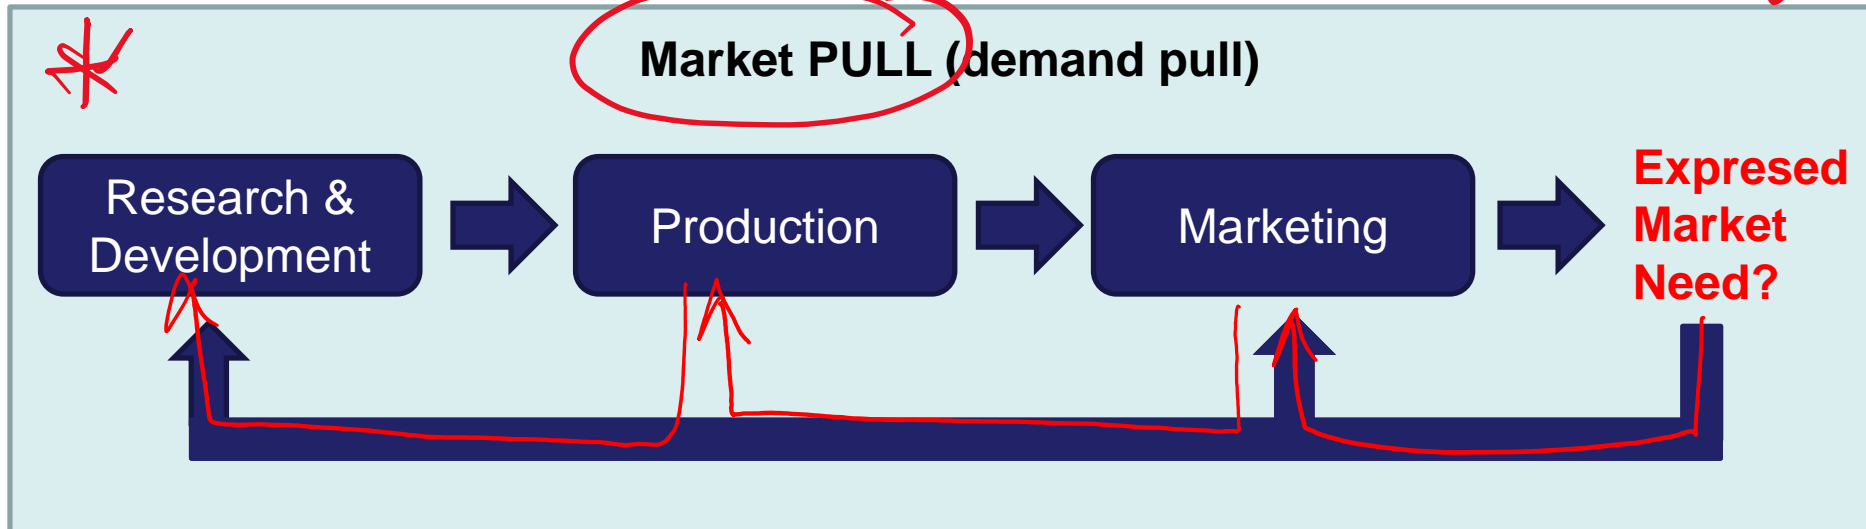 Market PULL (demand pull)
Research &
Development
Production
Marketing
Expresed
Market
Need?